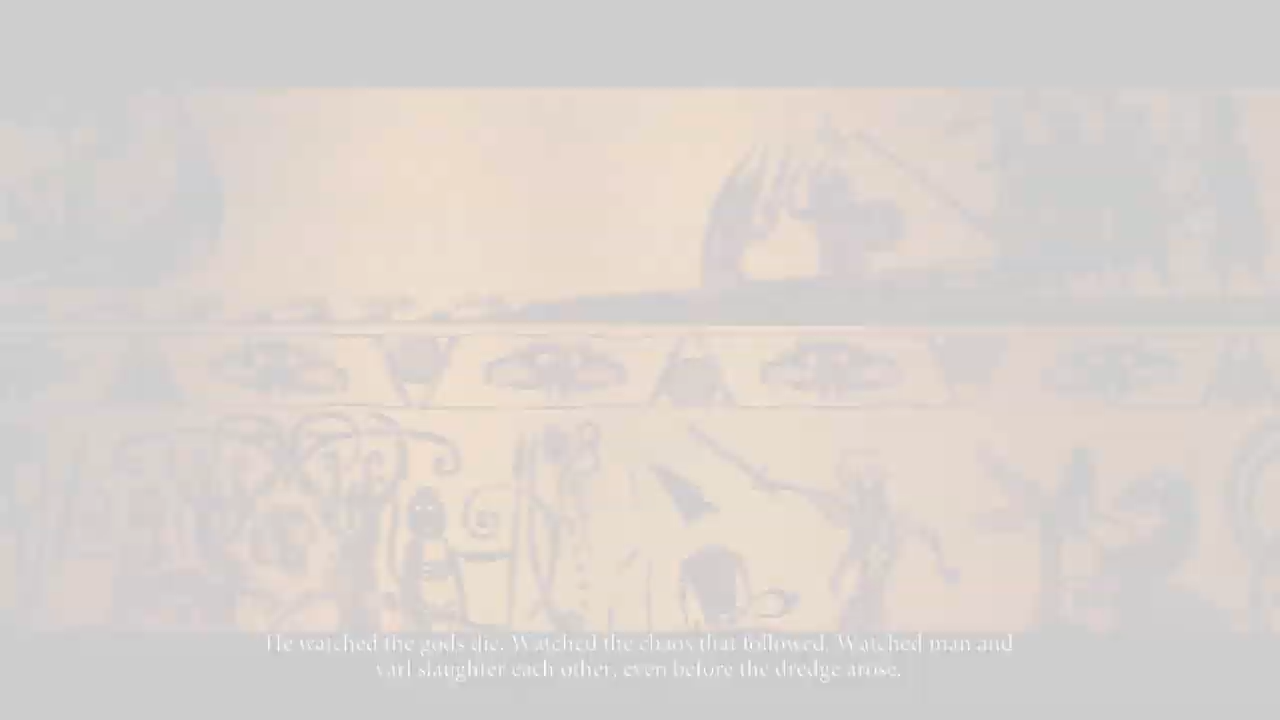 He watched the gods die. Watched the chaos that followed. Watched man and
varl slaughter each other, even before the dredge arose.